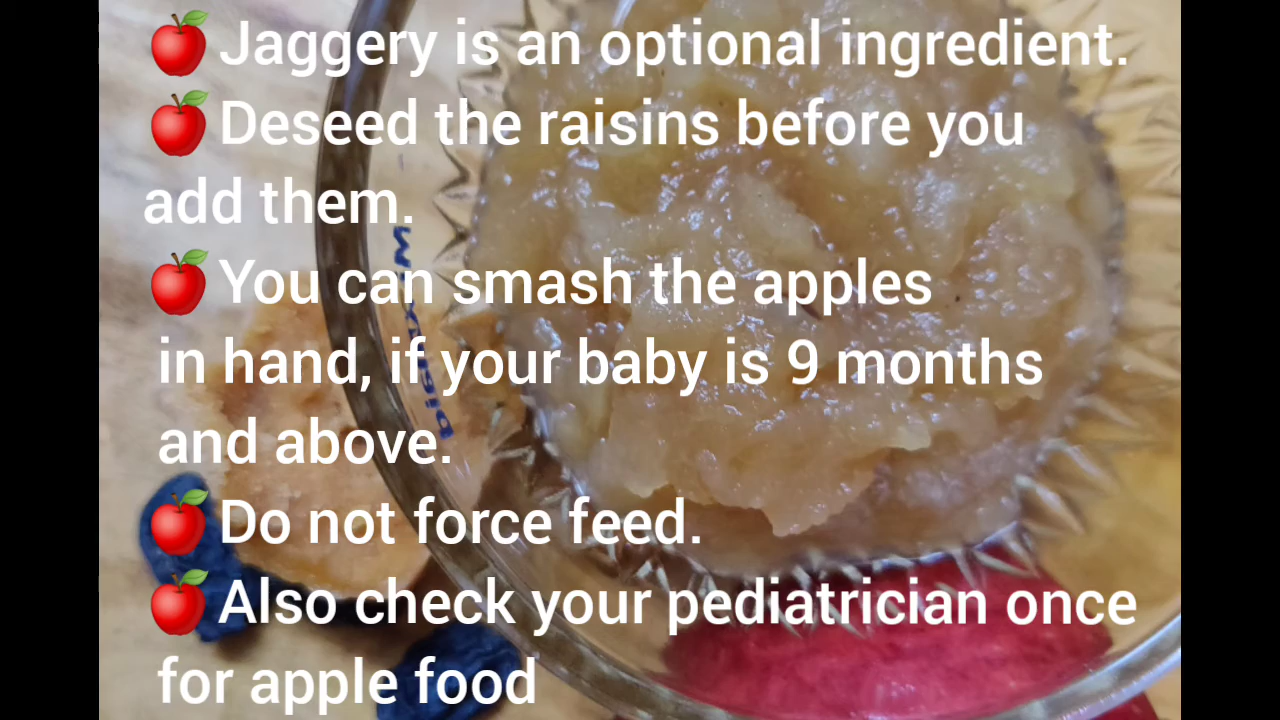 🍎Jaggery is an optional ingredient.
🍎Deseed the raisins before you
add them.
🍎You can smash the apples
in hand, if your baby is 9 months
and above.
🍎Do not force feed.
🍎Also check your pediatrician once
for apple food